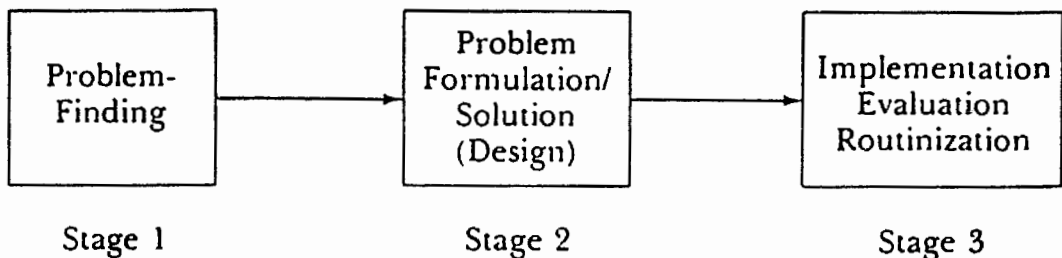 Problem-
Finding
Problem
Formulation/
Solution
(Design)
Implementation
Evaluation
Routinization
Stage 1
Stage 2
Stage 3